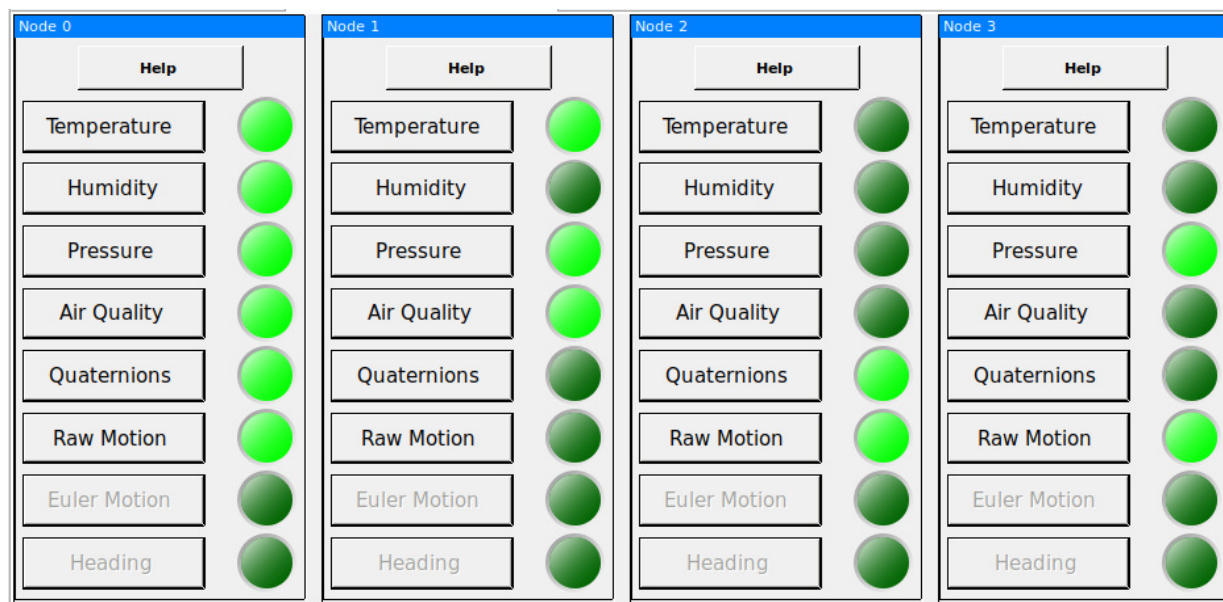 Node 0
Help
Temperature
Humidity
Pressure
Air Quality
Quaternions
Raw Motion
Euler Motion
Heading
Node 1
Help
Temperature
Humidity
Pressure
Air Quality
Quaternions
Raw Motion
Euler Motion
Heading
Node 2
Help
Temperature
Humidity
Pressure
Air Quality
Quaternions
Raw Motion
Euler Motion
Heading
Node 3
Help
Temperature
Humidity
Pressure
Air Quality
Quaternions
Raw Motion
Euler Motion
Heading